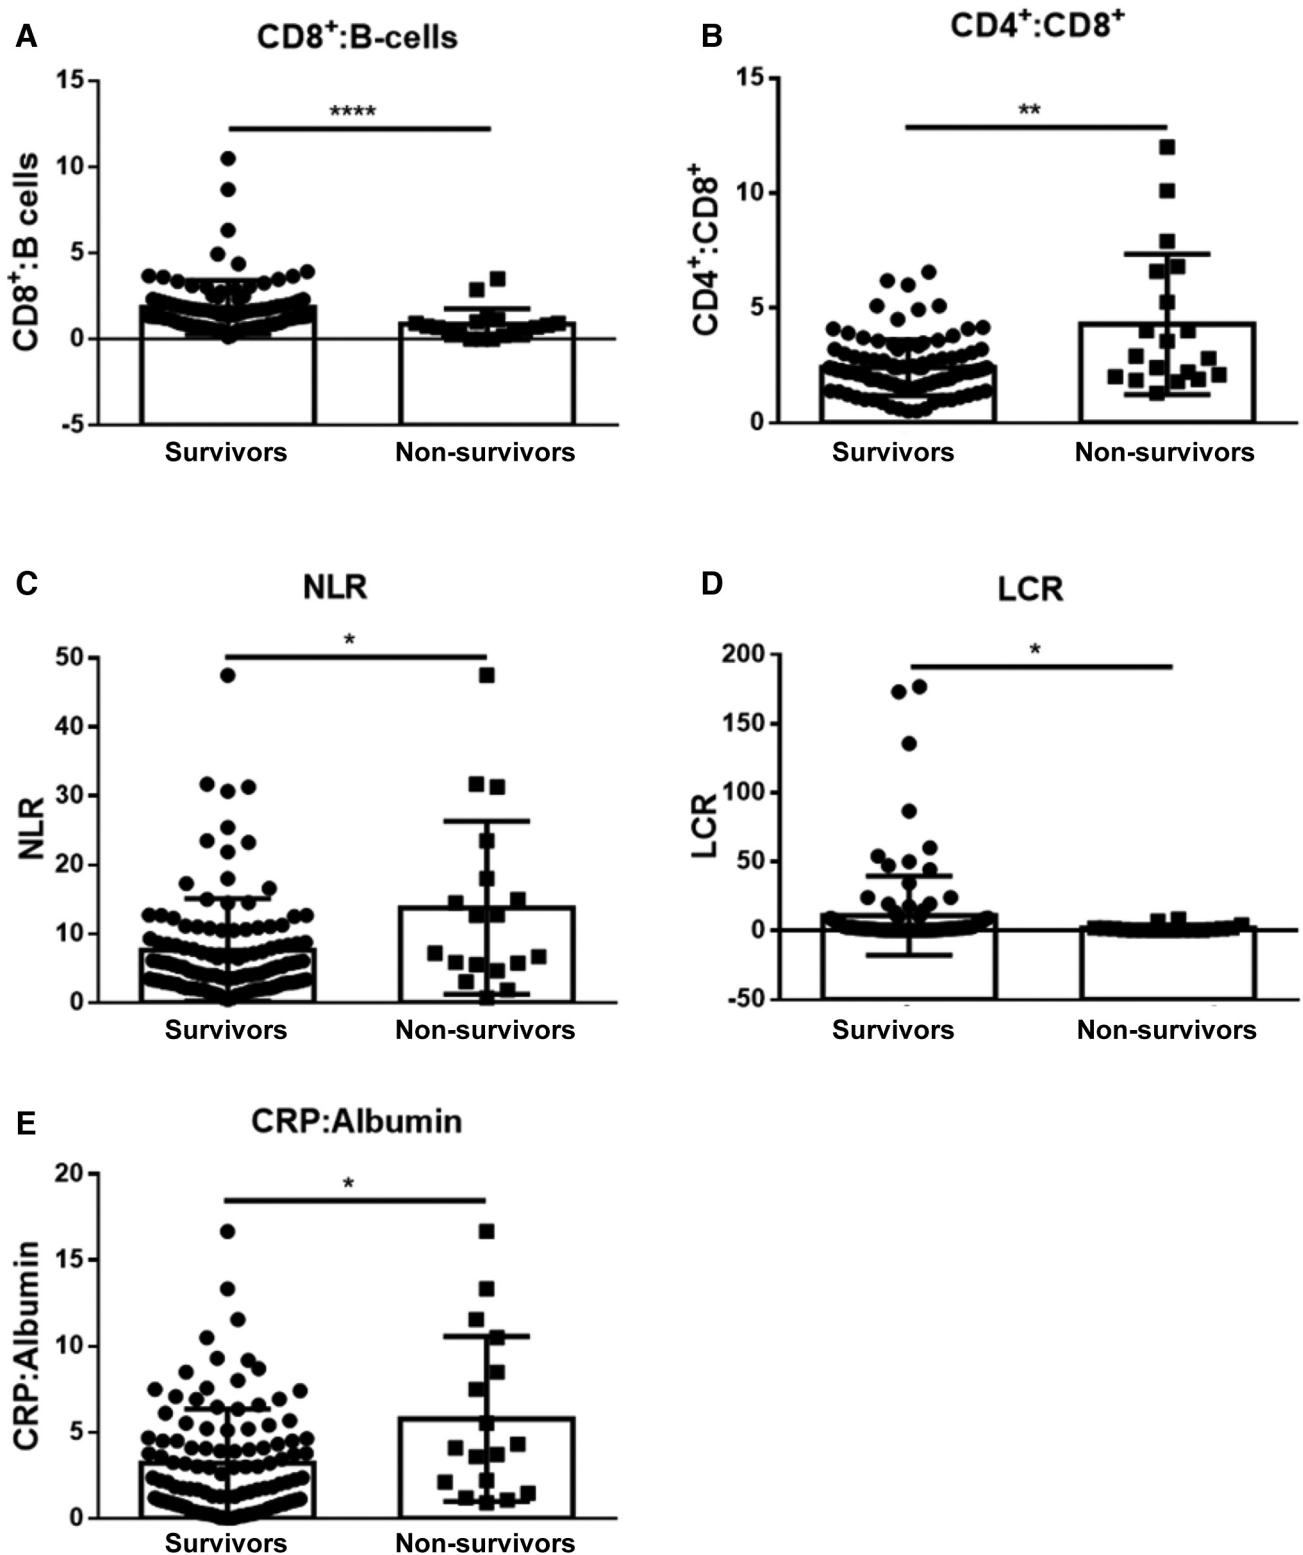 A
CD8⁺:B-cells
CD8⁺:B cells
15
10
5
0
-5
****
Survivors
Non-survivors
B
CD4⁺:CD8⁺
CD4⁺:CD8⁺
15
10
5
0
**
Survivors
Non-survivors
C
NLR
NLR
50
40
30
20
10
0
*
Survivors
Non-survivors
D
LCR
LCR
200
150
100
50
0
-50
*
Survivors
Non-survivors
E
CRP:Albumin
CRP:Albumin
20
15
10
5
0
*
Survivors
Non-survivors